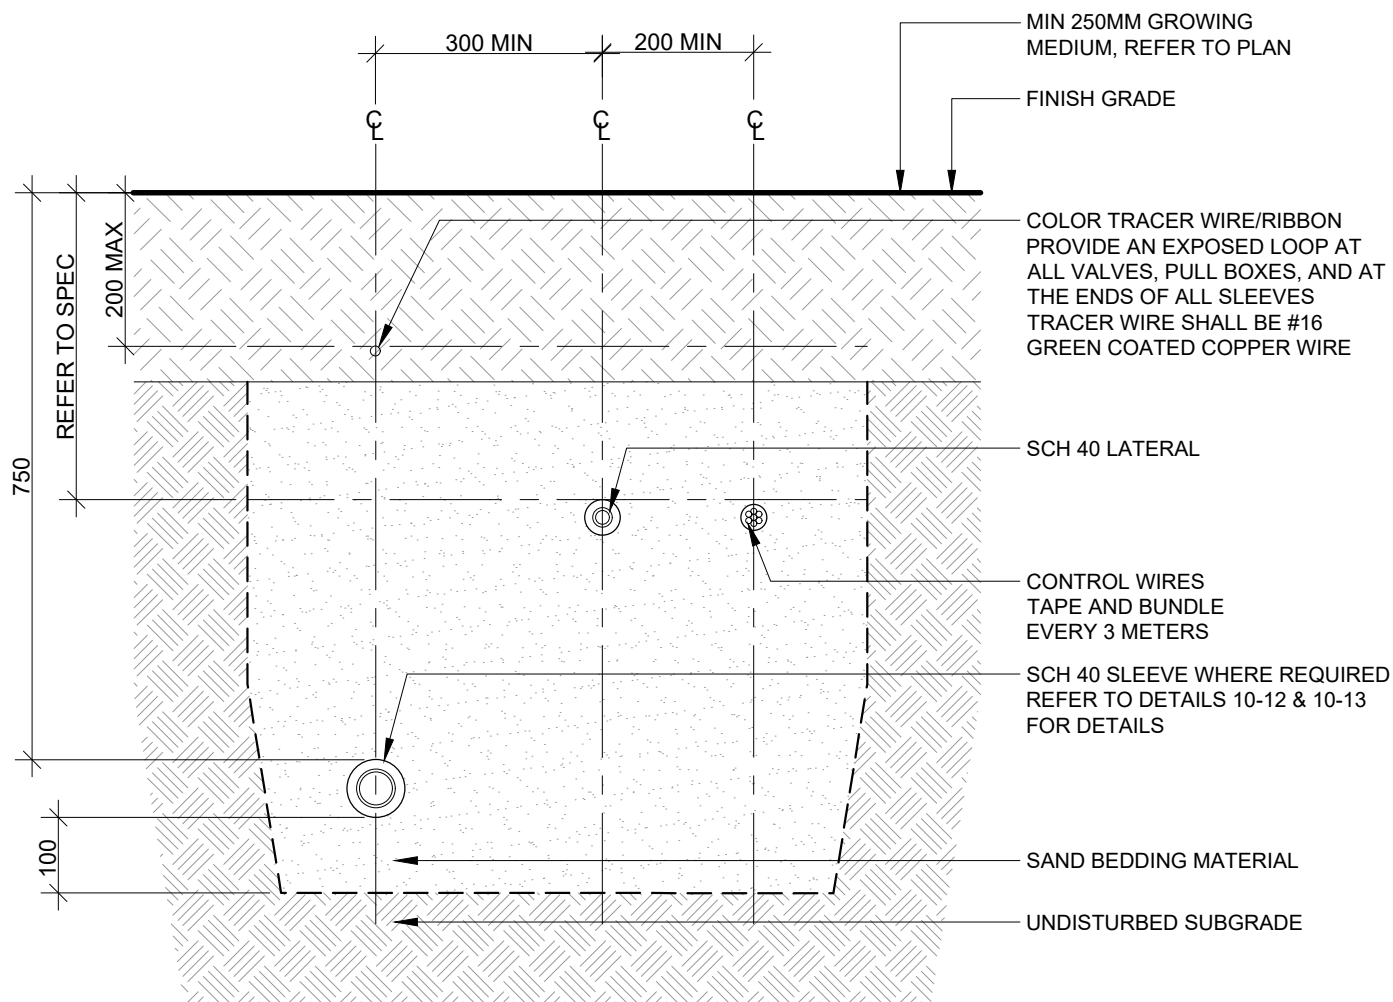 MIN 250MM GROWING
MEDIUM, REFER TO PLAN
300 MIN
200 MIN
FINISH GRADE
CL
CL
CL
COLOR TRACER WIRE/RIBBON
PROVIDE AN EXPOSED LOOP AT
ALL VALVES, PULL BOXES, AND AT
THE ENDS OF ALL SLEEVES
TRACER WIRE SHALL BE #16
GREEN COATED COPPER WIRE
200 MAX
REFER TO SPEC
750
SCH 40 LATERAL
CONTROL WIRES
TAPE AND BUNDLE
EVERY 3 METERS
SCH 40 SLEEVE WHERE REQUIRED
REFER TO DETAILS 10-12 & 10-13
FOR DETAILS
100
SAND BEDDING MATERIAL
UNDISTURBED SUBGRADE